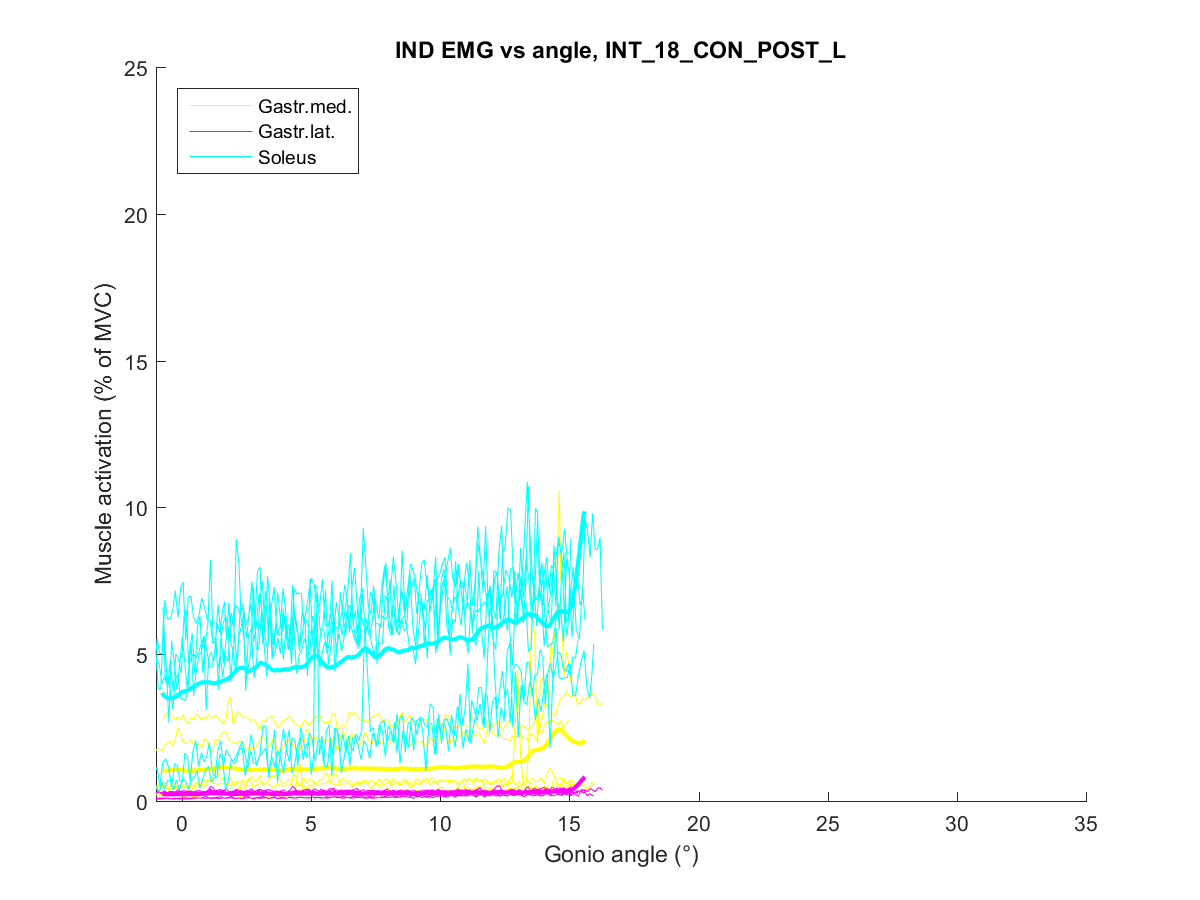 IND EMG vs angle, INT_18_CON_POST_L
25
20
15
10
5
0
Muscle activation (% of MVC)
Gastr.med.
Gastr.lat.
Soleus
0 5 10 15 20 25 30 35
Gonio angle (°)